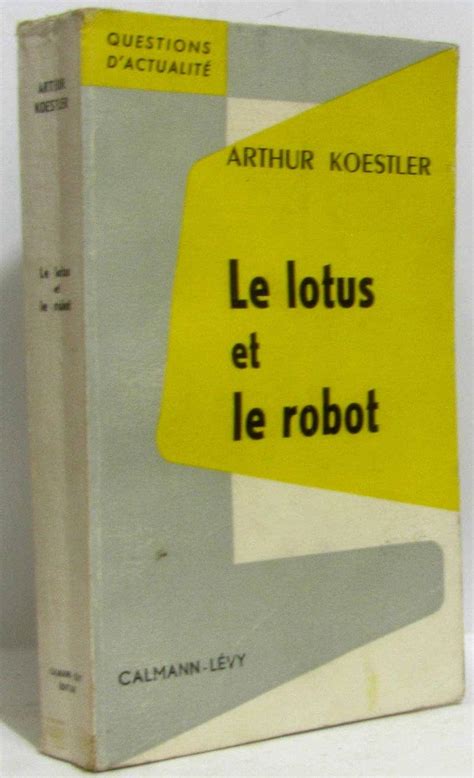 QUESTIONS
D'ACTUALITÉ
ARTHUR KOESTLER
Le lotus
et
le robot
CALMANN-LÉVY
ARTHUR
KOESTLER
Le lotus
et
le robot